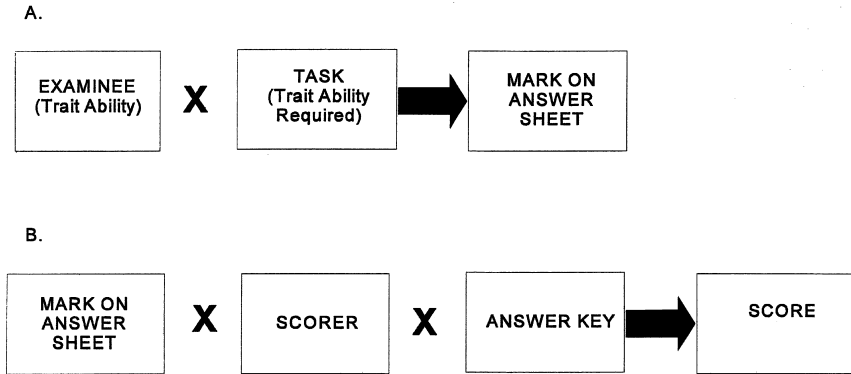 A.
EXAMINEE
(Trait Ability)
X
TASK
(Trait Ability
Required)
MARK ON
ANSWER
SHEET
B.
MARK ON
ANSWER
SHEET
X
SCORER
X
ANSWER KEY
SCORE